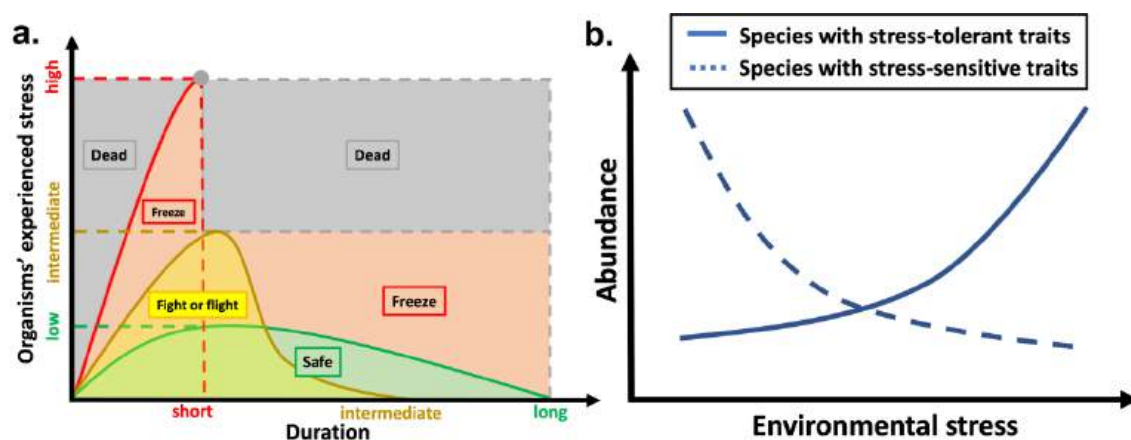 a.
Organisms' experienced stress
high
intermediate
low
Dead
Dead
Freeze
Fight or flight
Freeze
Safe
short
intermediate
long
Duration
b.
Species with stress-tolerant traits
Species with stress-sensitive traits
Abundance
Environmental stress